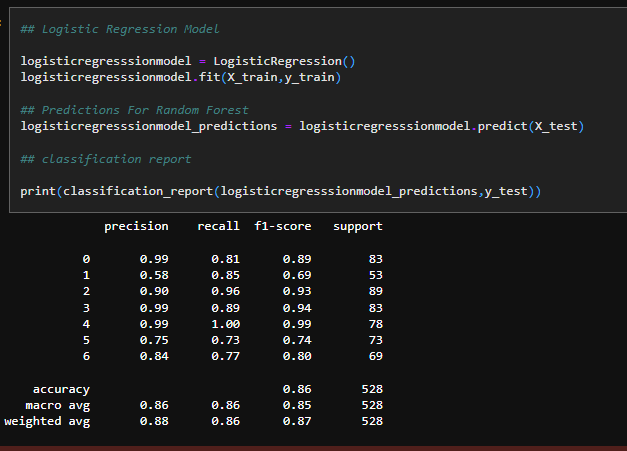 ## Logistic Regression Model
logisticregresssionmodel = LogisticRegression()
logisticregresssionmodel.fit(X_train,y_train)
## Predictions For Random Forest
logisticregresssionmodel_predictions = logisticregresssionmodel.predict(X_test)
## classification report
print(classification_report(logisticregresssionmodel_predictions,y_test))
precision recall f1-score support
0 0.99 0.81 0.89 83
1 0.58 0.85 0.69 53
2 0.90 0.96 0.93 89
3 0.99 0.89 0.94 83
4 0.99 1.00 0.99 78
5 0.75 0.73 0.74 73
6 0.84 0.77 0.80 69
accuracy 0.86 528
macro avg 0.86 0.86 0.85 528
weighted avg 0.88 0.86 0.87 528